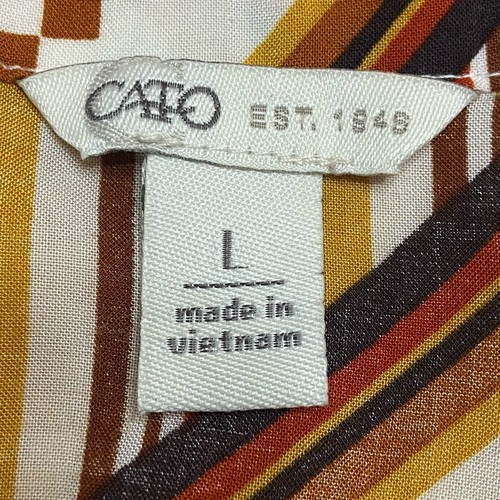 CATO EST. 1946
L
made in
vietnam